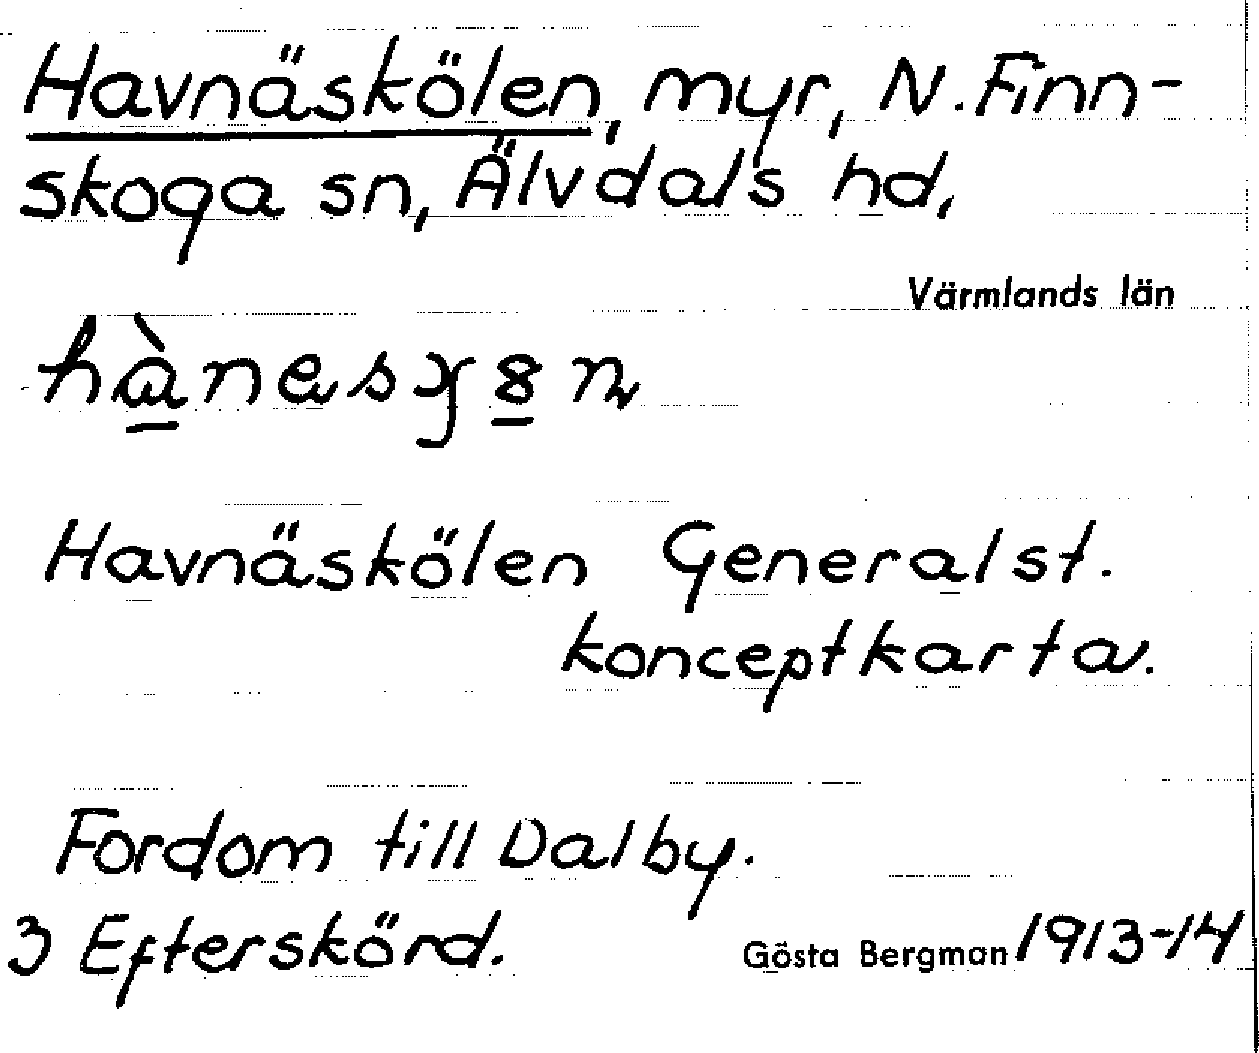 Havnäskölen, myr, N. Finn-
skoga sn, Älvdals hd,
Värmlands län
Havnäskölen Generalst.
konceptkarta.
Fordom till Dalby.
3 Efterskörd. Gösta Bergman 1913-14